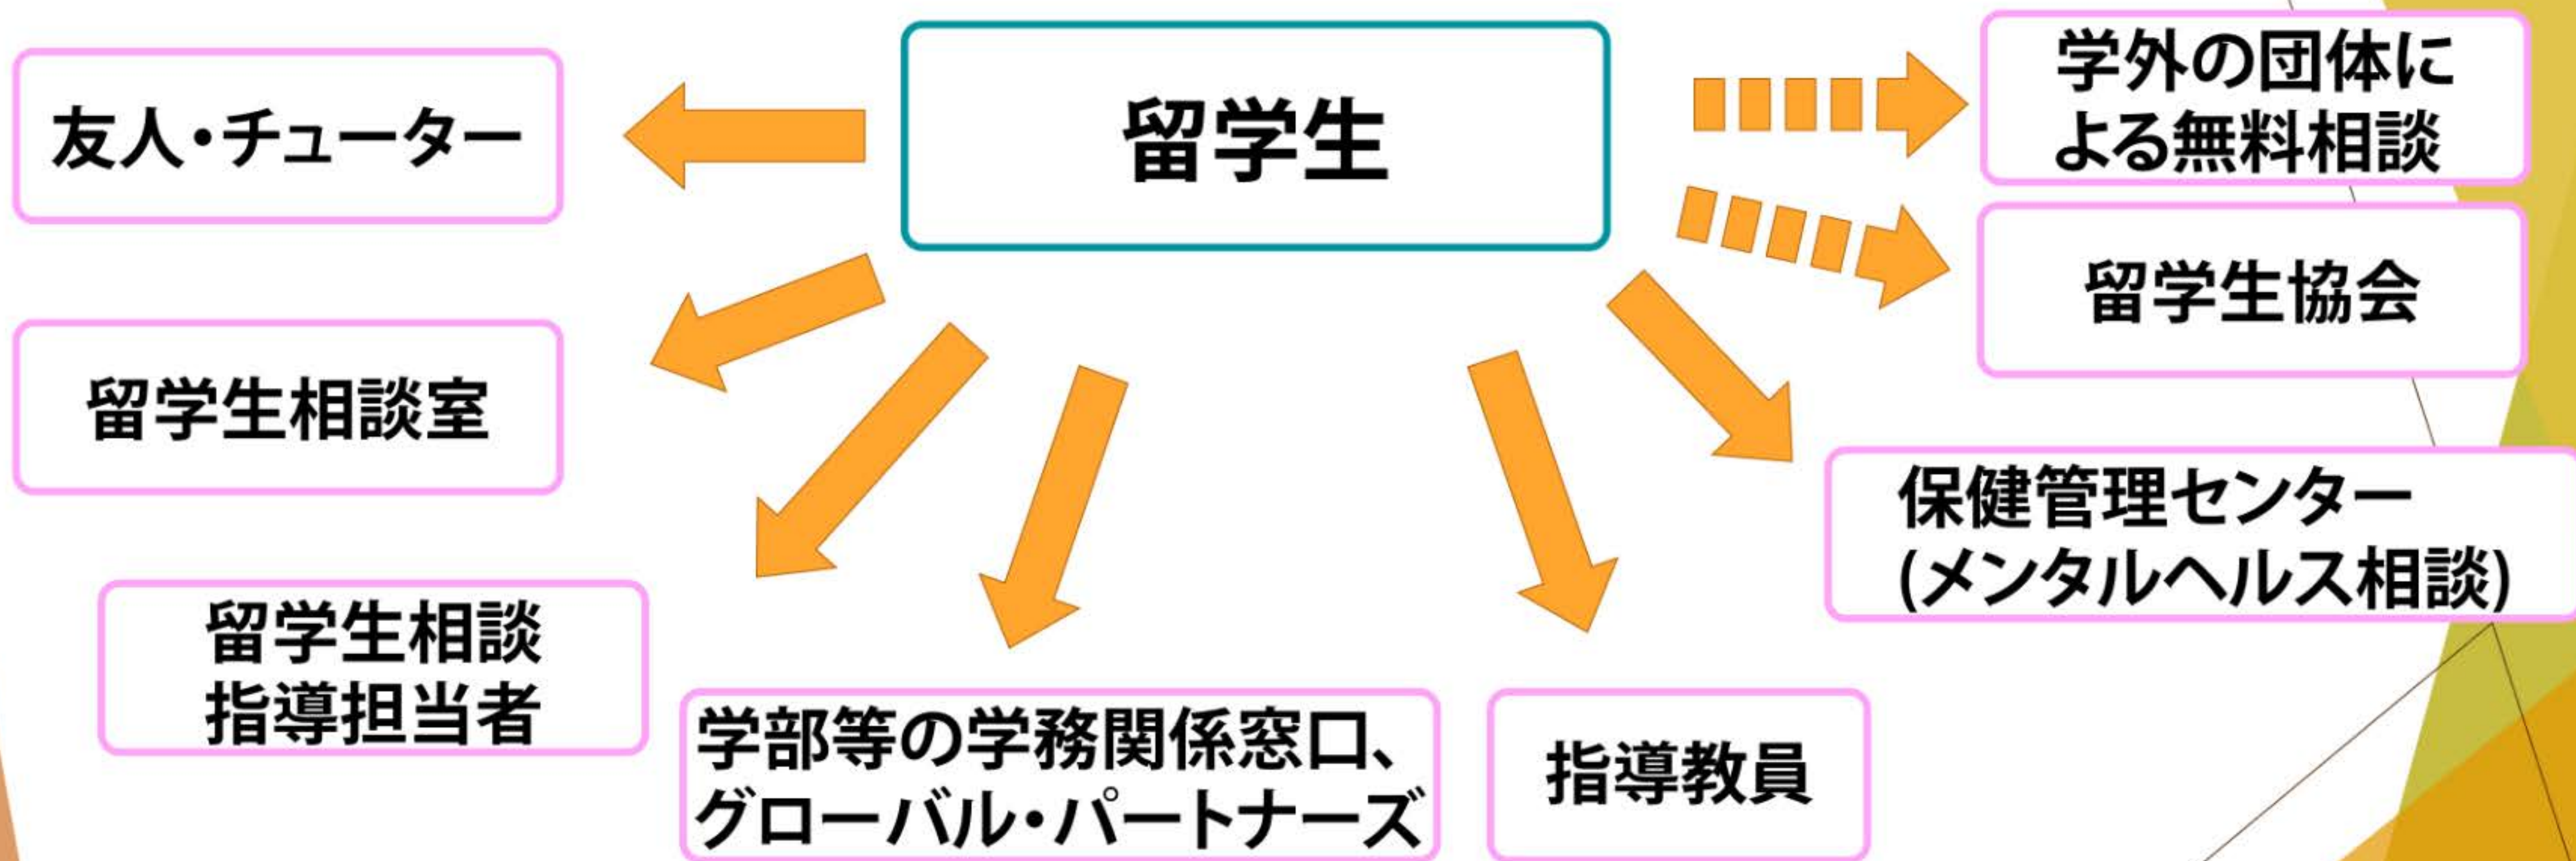 留学生
友人・チューター
学外の団体に
よる無料相談
留学生協会
留学生相談室
保健管理センター
(メンタルヘルス相談)
留学生相談
指導担当者
学部等の学務関係窓口、
グローバル・パートナーズ
指導教員